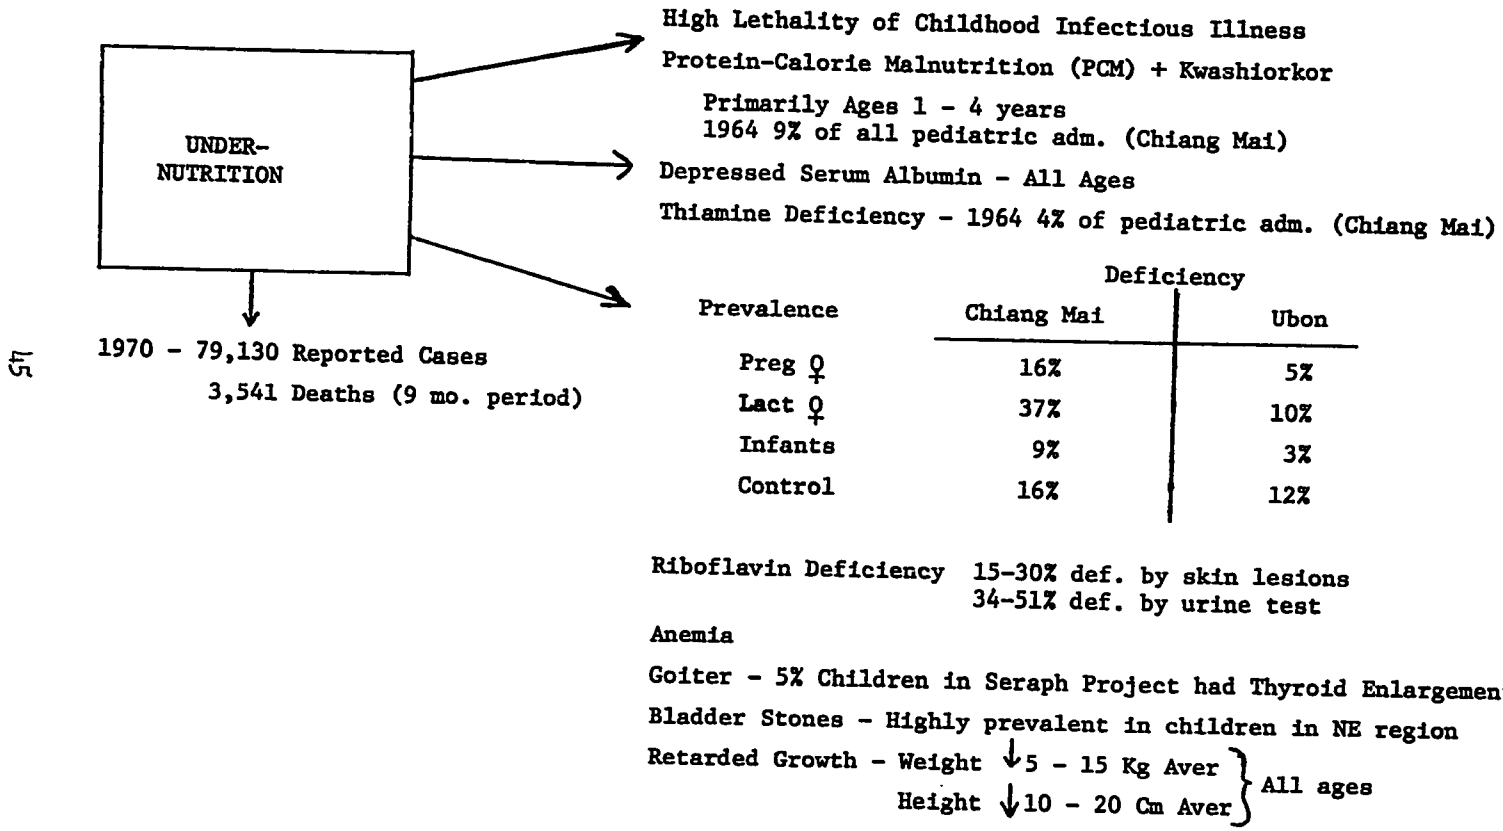 UNDER-
NUTRITION
1970 - 79,130 Reported Cases
3,541 Deaths (9 mo. period)
45
High Lethality of Childhood Infectious Illness
Protein-Calorie Malnutrition (PCM) + Kwashiorkor
Primarily Ages 1 - 4 years
1964 9% of all pediatric adm. (Chiang Mai)
Depressed Serum Albumin - All Ages
Thiamine Deficiency - 1964 4% of pediatric adm. (Chiang Mai)
Deficiency
Prevalence Chiang Mai Ubon
Preg ♀ 16% 5%
Lact ♀ 37% 10%
Infants 9% 3%
Control 16% 12%
Riboflavin Deficiency 15-30% def. by skin lesions
34-51% def. by urine test
Anemia
Goiter - 5% Children in Seraph Project had Thyroid Enlargemen
Bladder Stones - Highly prevalent in children in NE region
Retarded Growth - Weight ↓ 5 - 15 Kg Aver
Height ↓ 10 - 20 Cm Aver
All ages